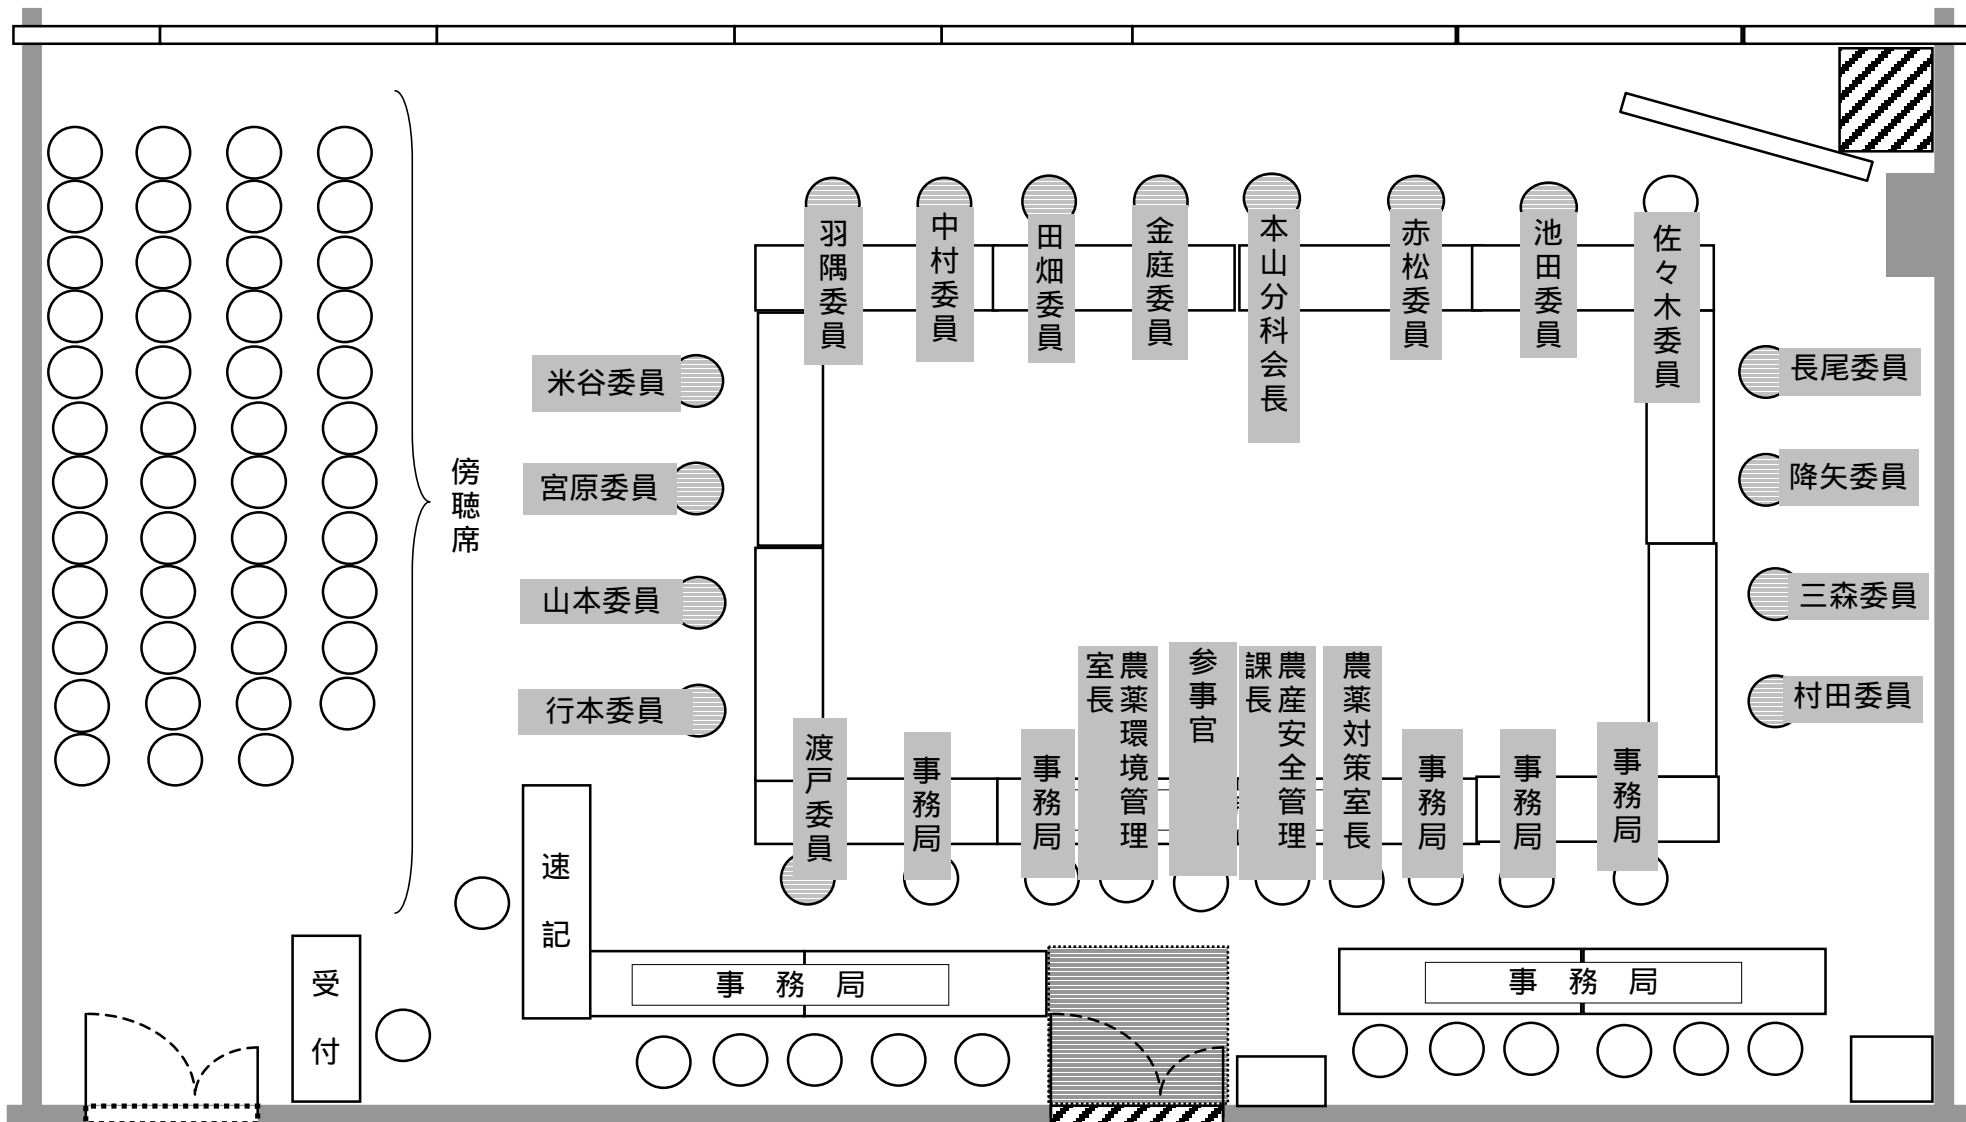 羽隅委員
中村委員
田畑委員
金庭委員
本山分科会長
赤松委員
池田委員
佐々木委員
米谷委員
宮原委員
山本委員
行本委員
長尾委員
降矢委員
三森委員
村田委員
傍聴席
渡戸委員
事務局
事務局
農薬環境管理
室長
参事官
農産安全管理
課長
農薬対策室長
事務局
事務局
事務局
速記
受付
事務局
事務局